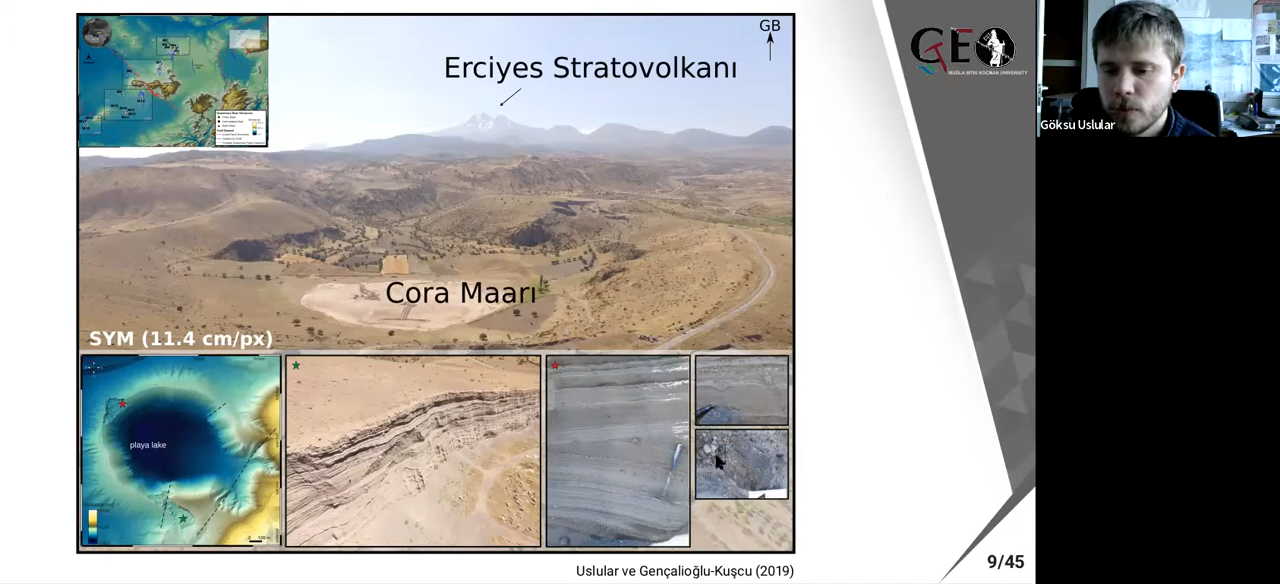 GB
Erciyes Stratovolkanı
Cora Maarı
SYM (11.4 cm/px)
playa lake
GEO
MUĞLA SITKI KOÇMAN UNIVERSITY
Göksu Uslular
9/45
Uslular ve Gençalioğlu-Kuşcu (2019)